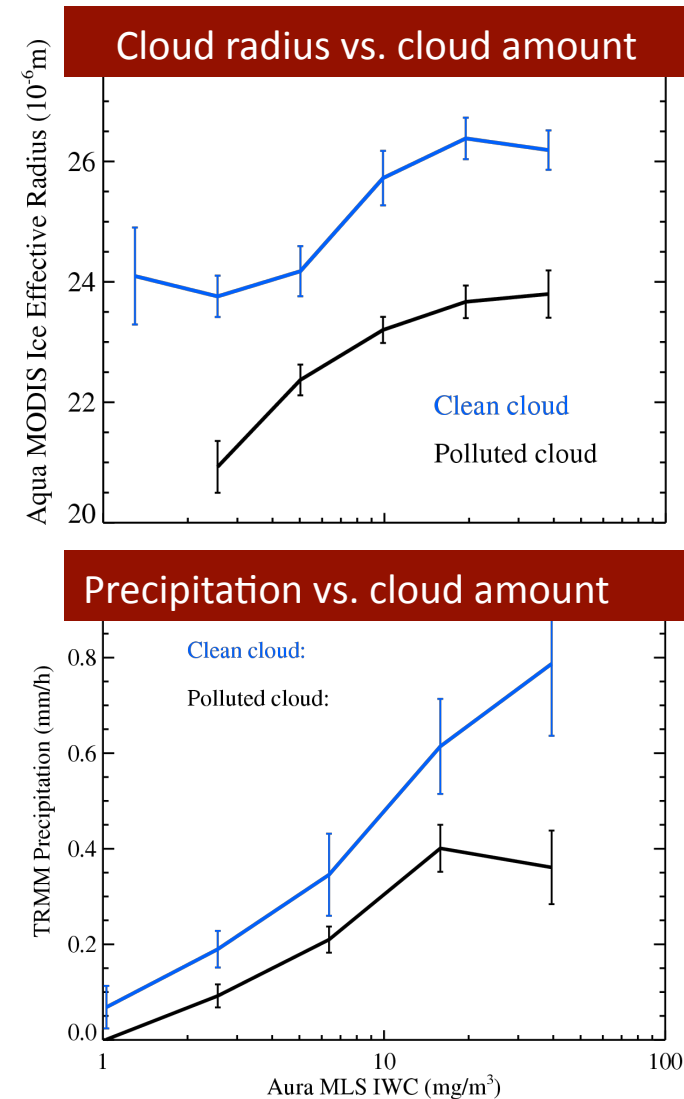 Cloud radius vs. cloud amount
Aqua MODIS Ice Effective Radius (10⁻⁶m)
26
24
22
20
Clean cloud
Polluted cloud
Precipitation vs. cloud amount
TRMM Precipitation (mm/h)
0.8
0.6
0.4
0.2
0.0
Clean cloud:
Polluted cloud:
1
10
100
Aura MLS IWC (mg/m³)